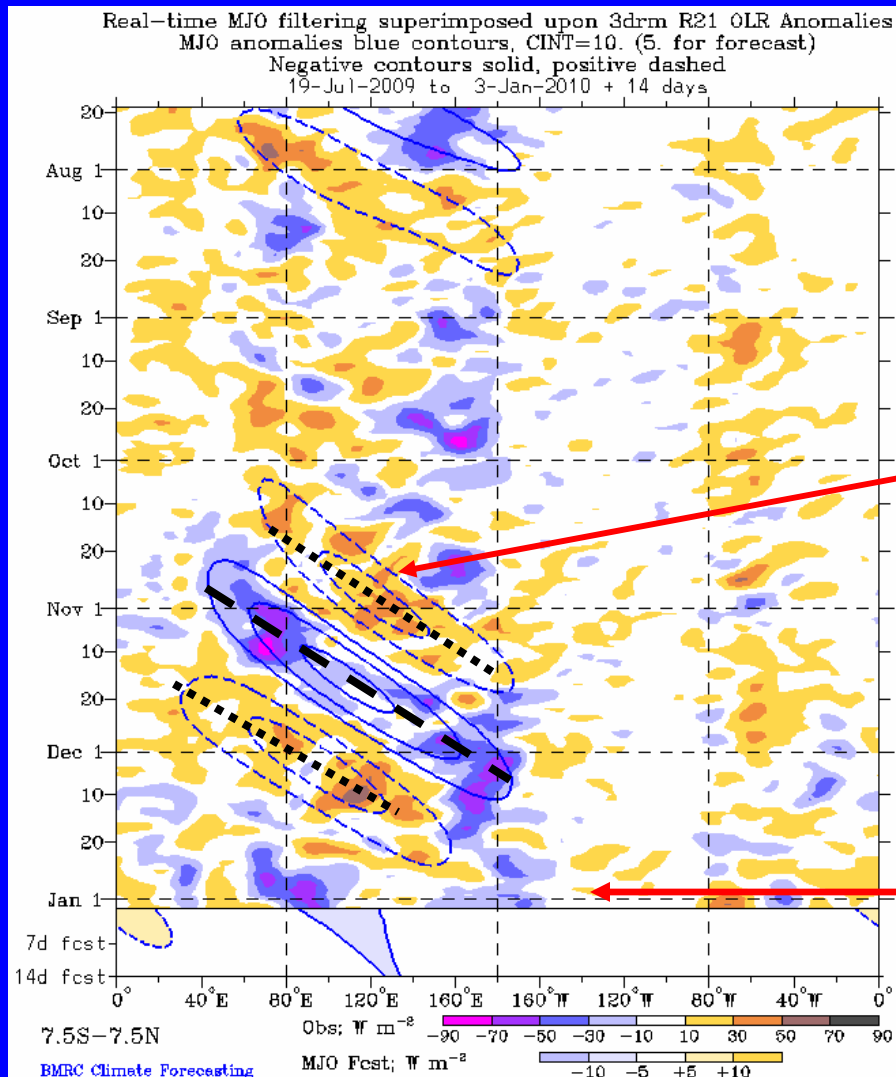 Real-time MJO filtering superimposed upon 3drm R21 OLR Anomalies
MJO anomalies blue contours, CINT=10. (5. for forecast)
Negative contours solid, positive dashed
19-Jul-2009 to 3-Jan-2010 + 14 days
20
Aug 1
10
20
Sep 1
10
20
Oct 1
10
20
Nov 1
10
20
Dec 1
10
20
Jan 1
7d fcst
14d fcst
0° 40°E 80°E 120°E 160°E 160°W 120°W 80°W 40°W 0°
7.5S-7.5N
Obs; W m⁻²
-90 -70 -50 -30 -10 10 30 50 70 90
MJO Fcst; W m⁻²
-10 -5 +5 +10
BMRC Climate Forecasting